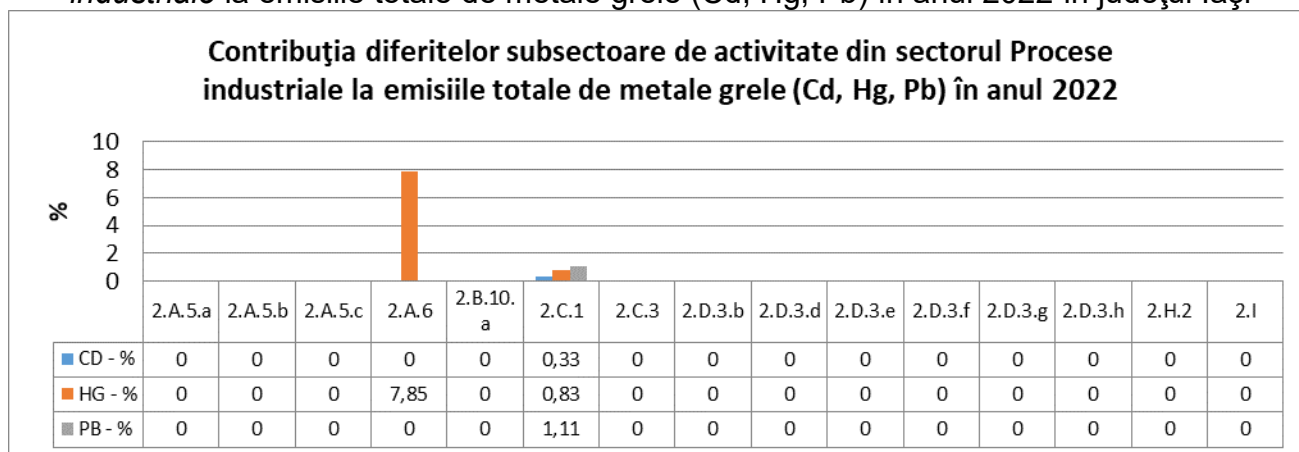 industriale la emisiile totale de metale grele (Cd, Hg, Pb) în anul 2022 în judeţul Iaşi
Contribuţia diferitelor subsectoare de activitate din sectorul Procese
industriale la emisiile totale de metale grele (Cd, Hg, Pb) în anul 2022
10
8
6
4
2
0
%
2.A.5.a 2.A.5.b 2.A.5.c 2.A.6 2.B.10.a 2.C.1 2.C.3 2.D.3.b 2.D.3.d 2.D.3.e 2.D.3.f 2.D.3.g 2.D.3.h 2.H.2 2.I
CD - % 0 0 0 0 0 0,33 0 0 0 0 0 0 0 0 0
HG - % 0 0 0 7,85 0 0,83 0 0 0 0 0 0 0 0 0
PB - % 0 0 0 0 0 1,11 0 0 0 0 0 0 0 0 0